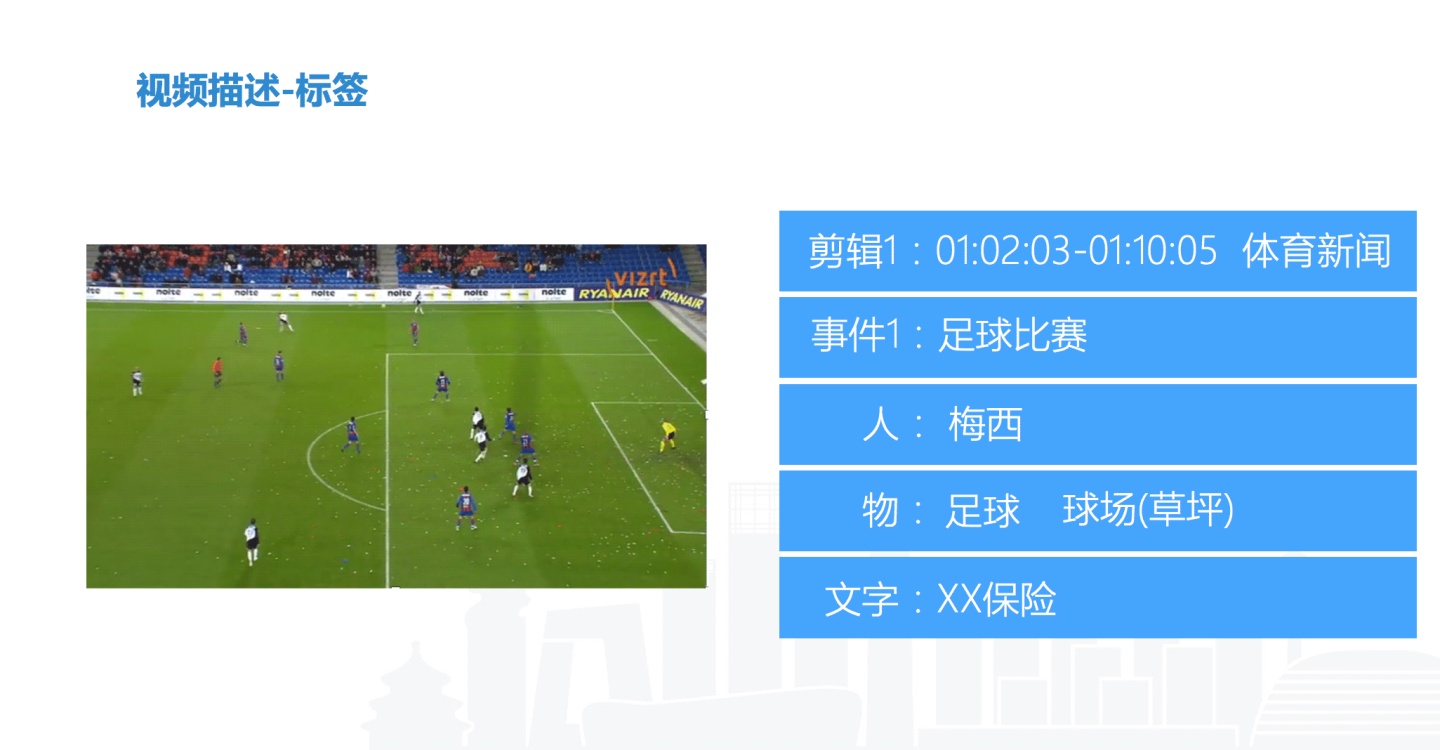 视频描述-标签
vizrt
nolte nolte nolte nolte nolte nolte RYANAIR RYANAIR
剪辑1：01:02:03-01:10:05 体育新闻
事件1：足球比赛
人： 梅西
物： 足球 球场(草坪)
文字：XX保险